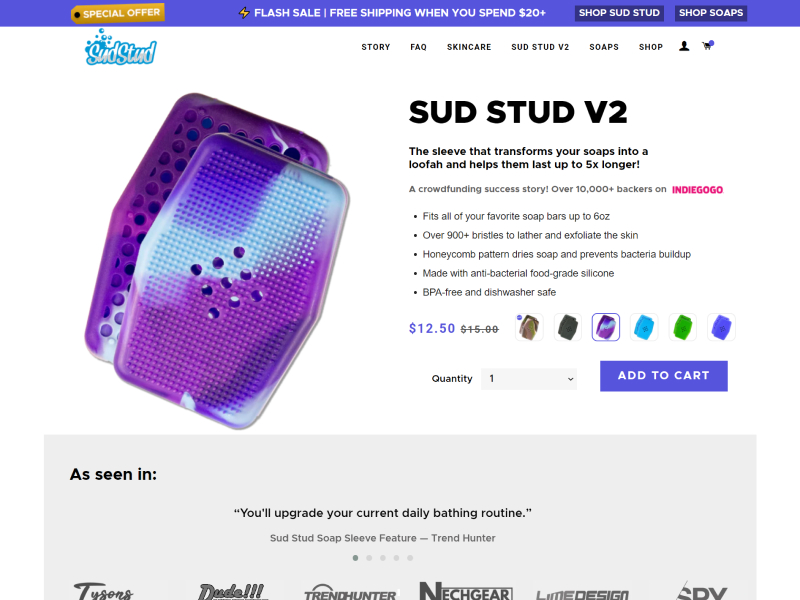 SPECIAL OFFER
⚡ FLASH SALE | FREE SHIPPING WHEN YOU SPEND $20+
SHOP SUD STUD
SHOP SOAPS
SudStud
STORY FAQ SKINCARE SUD STUD V2 SOAPS SHOP
SUD STUD V2
The sleeve that transforms your soaps into a
loofah and helps them last up to 5x longer!
A crowdfunding success story! Over 10,000+ backers on INDIEGOGO
• Fits all of your favorite soap bars up to 6oz
• Over 900+ bristles to lather and exfoliate the skin
• Honeycomb pattern dries soap and prevents bacteria buildup
• Made with anti-bacterial food-grade silicone
• BPA-free and dishwasher safe
$12.50 $15.00
Quantity 1
ADD TO CART
As seen in:
“You'll upgrade your current daily bathing routine.”
Sud Stud Soap Sleeve Feature — Trend Hunter
Tysons Dude!!! TRENDHUNTER NECHGEAR LIMEDESIGN SPY